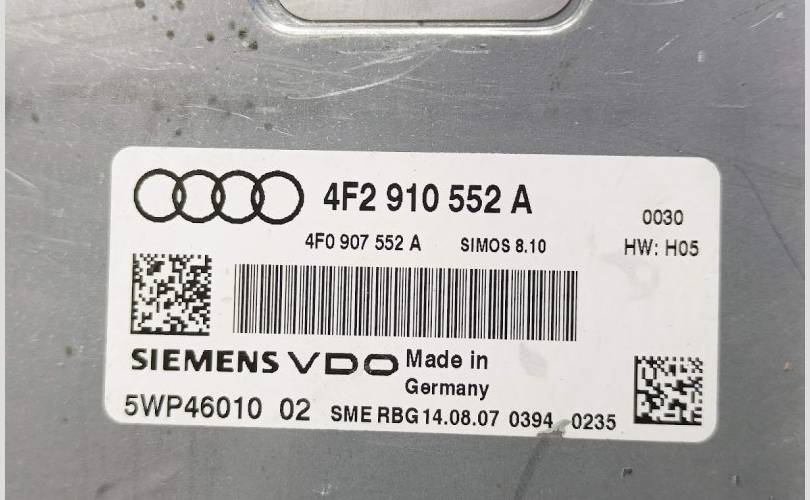 4F2 910 552 A
0030
4F0 907 552 A SIMOS 8.10 HW: H05
SIEMENS VDO Made in
Germany
5WP46010 02 SME RBG 14.08.07 0394 0235